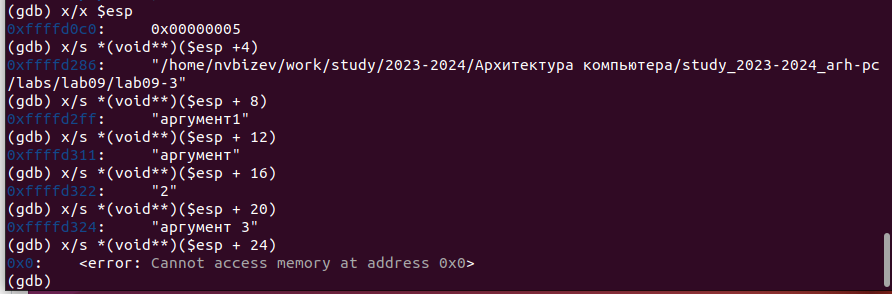 (gdb) x/x $esp
0xffffd0c0:     0x00000005
(gdb) x/s *(void**)($esp +4)
0xffffd286:     "/home/nvbizev/work/study/2023-2024/Архитектура компьютера/study_2023-2024_arh-pc
/labs/lab09/lab09-3"
(gdb) x/s *(void**)($esp + 8)
0xffffd2ff:     "аргумент1"
(gdb) x/s *(void**)($esp + 12)
0xffffd311:     "аргумент"
(gdb) x/s *(void**)($esp + 16)
0xffffd322:     "2"
(gdb) x/s *(void**)($esp + 20)
0xffffd324:     "аргумент 3"
(gdb) x/s *(void**)($esp + 24)
0x0:    <error: Cannot access memory at address 0x0>
(gdb)